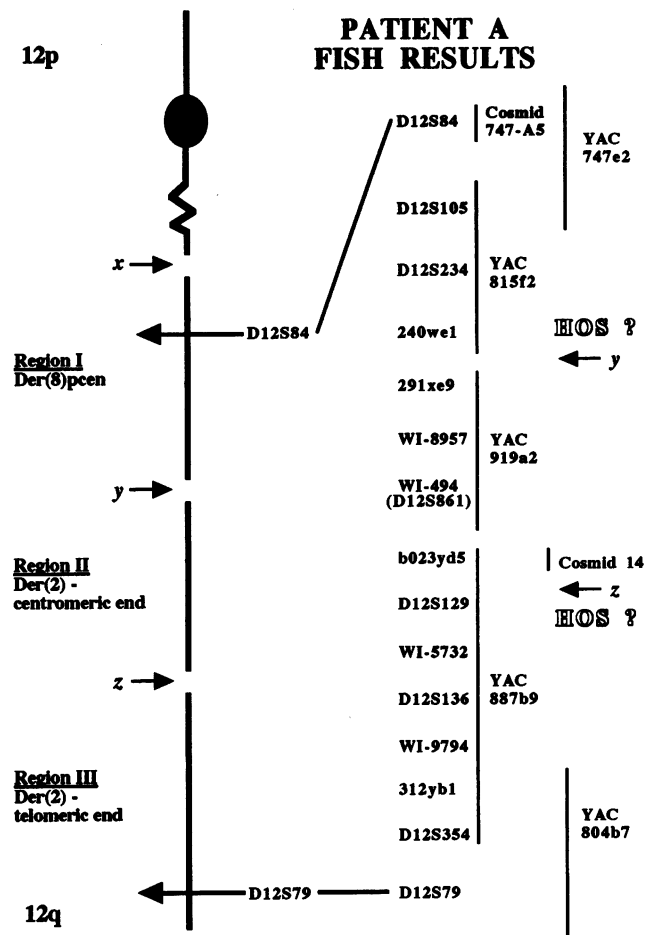 PATIENT A
FISH RESULTS
12p
D12S84
Cosmid
747-A5
YAC
747e2
D12S105
x
D12S234
YAC
815f2
D12S84
240we1
HOS ?
y
Region I
Der(8)pcen
291xe9
WI-8957
YAC
919a2
y
WI-494
(D12S861)
b023yd5
Cosmid 14
Region II
Der(2) -
centromeric end
z
D12S129
HOS ?
WI-5732
z
D12S136
YAC
887b9
WI-9794
Region III
Der(2) -
telomeric end
312yb1
D12S354
YAC
804b7
D12S79
D12S79
12q